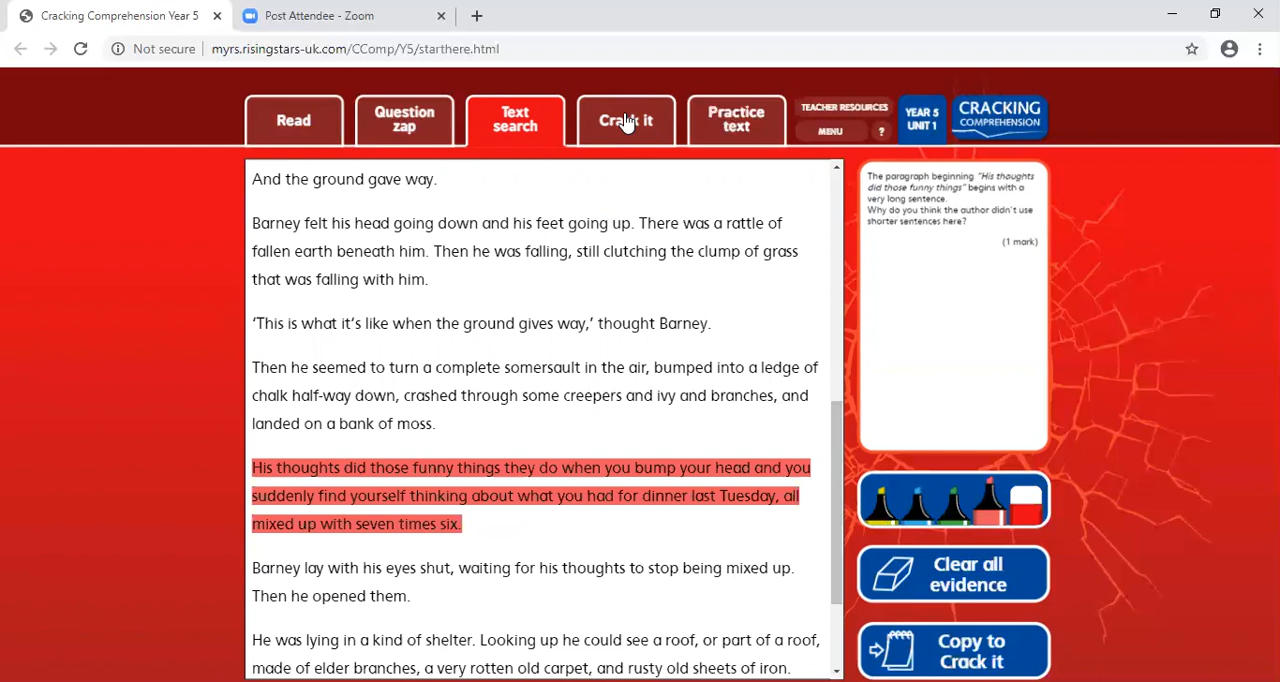 Cracking Comprehension Year 5
Post Attendee - Zoom
Not secure
myrs.risingstars-uk.com/CComp/Y5/starthere.html
Read
Question
zap
Text
search
Crack it
Practice
text
TEACHER RESOURCES
MENU
?
YEAR 5
UNIT 1
CRACKING
COMPREHENSION
And the ground gave way.
Barney felt his head going down and his feet going up. There was a rattle of
fallen earth beneath him. Then he was falling, still clutching the clump of grass
that was falling with him.
‘This is what it’s like when the ground gives way,’ thought Barney.
Then he seemed to turn a complete somersault in the air, bumped into a ledge of
chalk half-way down, crashed through some creepers and ivy and branches, and
landed on a bank of moss.
His thoughts did those funny things they do when you bump your head and you
suddenly find yourself thinking about what you had for dinner last Tuesday, all
mixed up with seven times six.
Barney lay with his eyes shut, waiting for his thoughts to stop being mixed up.
Then he opened them.
He was lying in a kind of shelter. Looking up he could see a roof, or part of a roof,
made of elder branches, a very rotten old carpet, and rusty old sheets of iron.
The paragraph beginning "His thoughts
did those funny things" begins with a
very long sentence.
Why do you think the author didn't use
shorter sentences here?
(1 mark)
Clear all
evidence
Copy to
Crack it